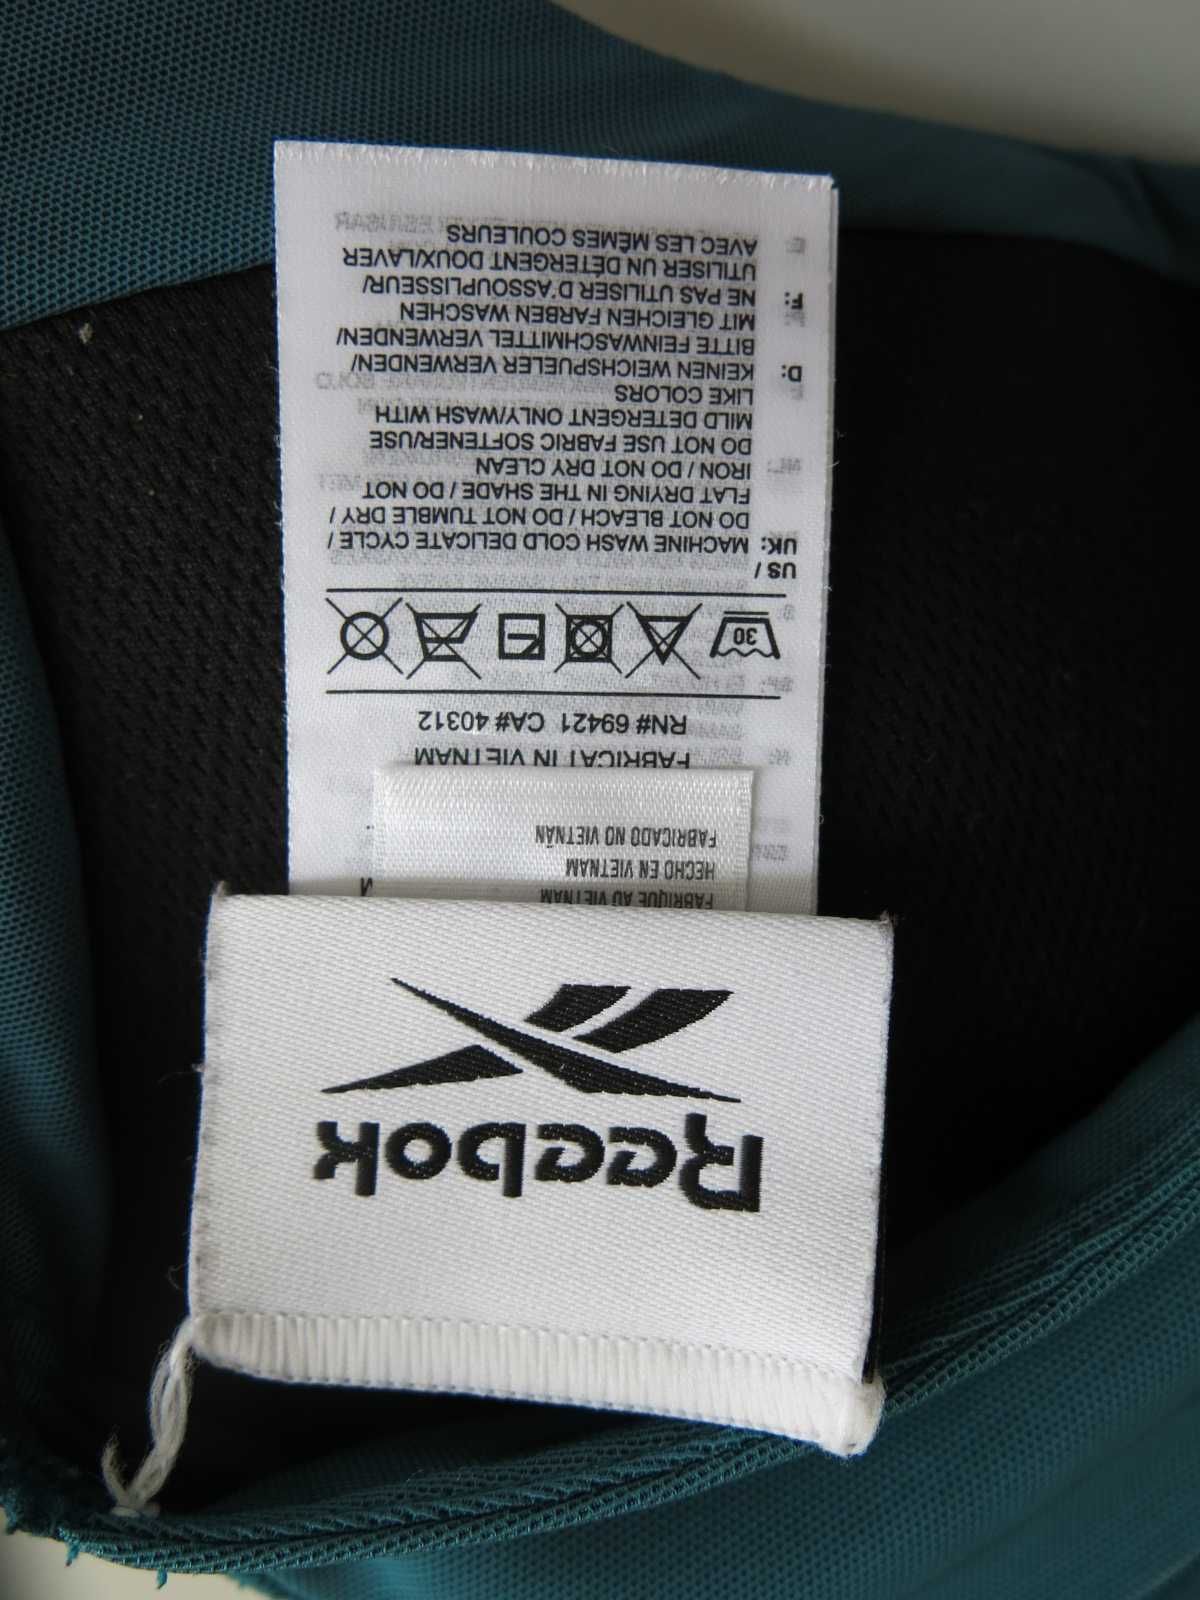 Reebok
FABRIQUE AU VIETNAM
HECHO EN VIETNAM
FABRICADO NO VIETNÃN
FABRICAT IN VIETNAM
RN# 69421 CA# 40312
30
US /
UK: MACHINE WASH COLD DELICATE CYCLE /
DO NOT BLEACH / DO NOT TUMBLE DRY /
FLAT DRYING IN THE SHADE / DO NOT
IRON / DO NOT DRY CLEAN
DO NOT USE FABRIC SOFTENER/USE
MILD DETERGENT ONLY/WASH WITH
LIKE COLORS
D: KEINEN WEICHSPUELER VERWENDEN/
BITTE FEINWASCHMITTEL VERWENDEN/
MIT GLEICHEN FARBEN WASCHEN
F: NE PAS UTILISER D'ASSOUPLISSEUR/
UTILISER UN DÉTERGENT DOUX/LAVER
AVEC LES MÊMES COULEURS